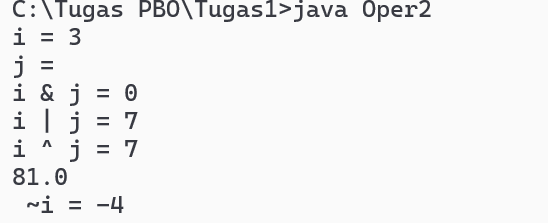 C:\Tugas PBO\Tugas1>java Oper2
i = 3
j =
i & j = 0
i | j = 7
i ^ j = 7
81.0
 ~i = -4